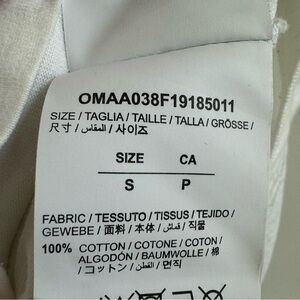 OMAA038F19185011
SIZE / TAGLIA / TAILLE / TALLA / GRÖSSE /
尺寸 / المقاس / 사이즈
SIZE CA
S P
FABRIC / TESSUTO / TISSUS / TEJIDO /
GEWEBE / 面料 / 本体 / قماش / 직물
100% COTTON / COTONE / COTON /
ALGODÓN / BAUMWOLLE / 棉
/ コットン / القطن / 면직